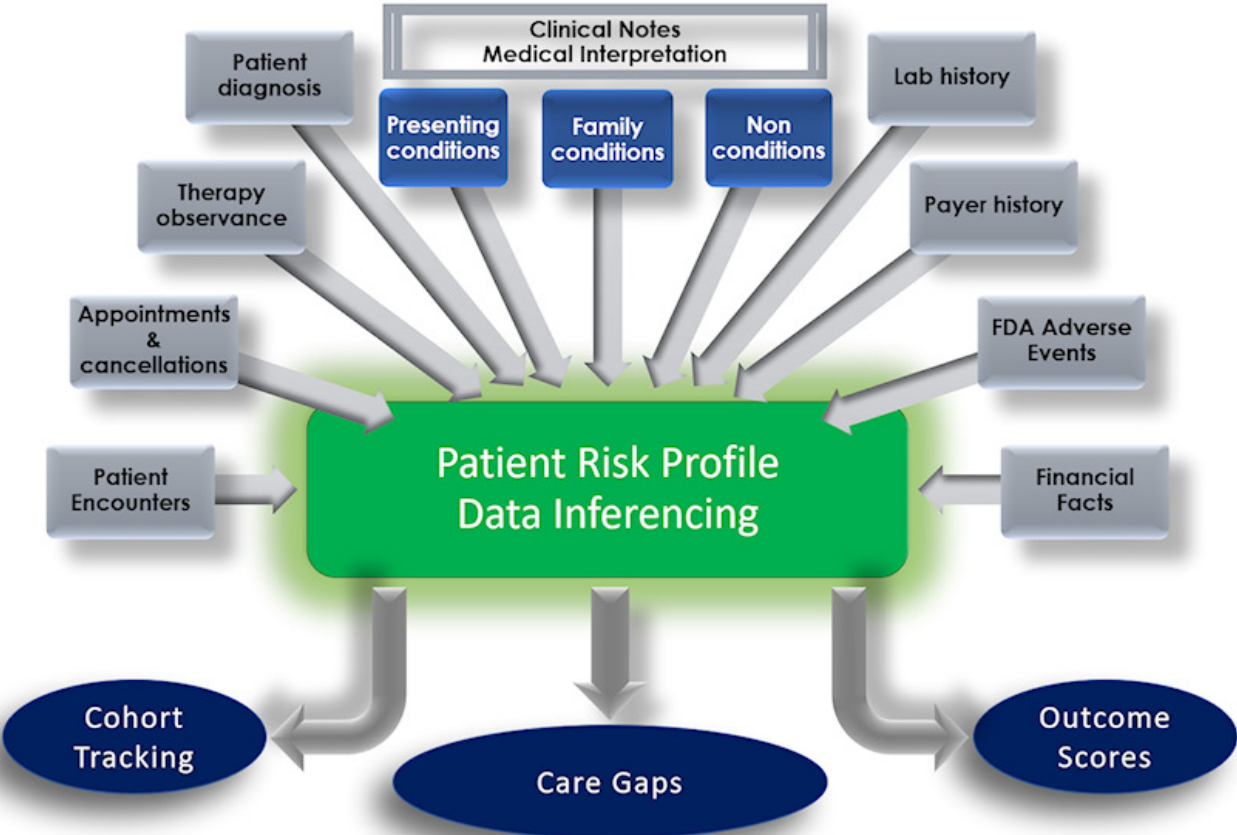 Clinical Notes
Medical Interpretation
Patient
diagnosis
Lab history
Presenting
conditions
Family
conditions
Non
conditions
Therapy
observance
Payer history
Appointments
&
cancellations
FDA Adverse
Events
Patient
Encounters
Patient Risk Profile
Data Inferencing
Financial
Facts
Cohort
Tracking
Care Gaps
Outcome
Scores